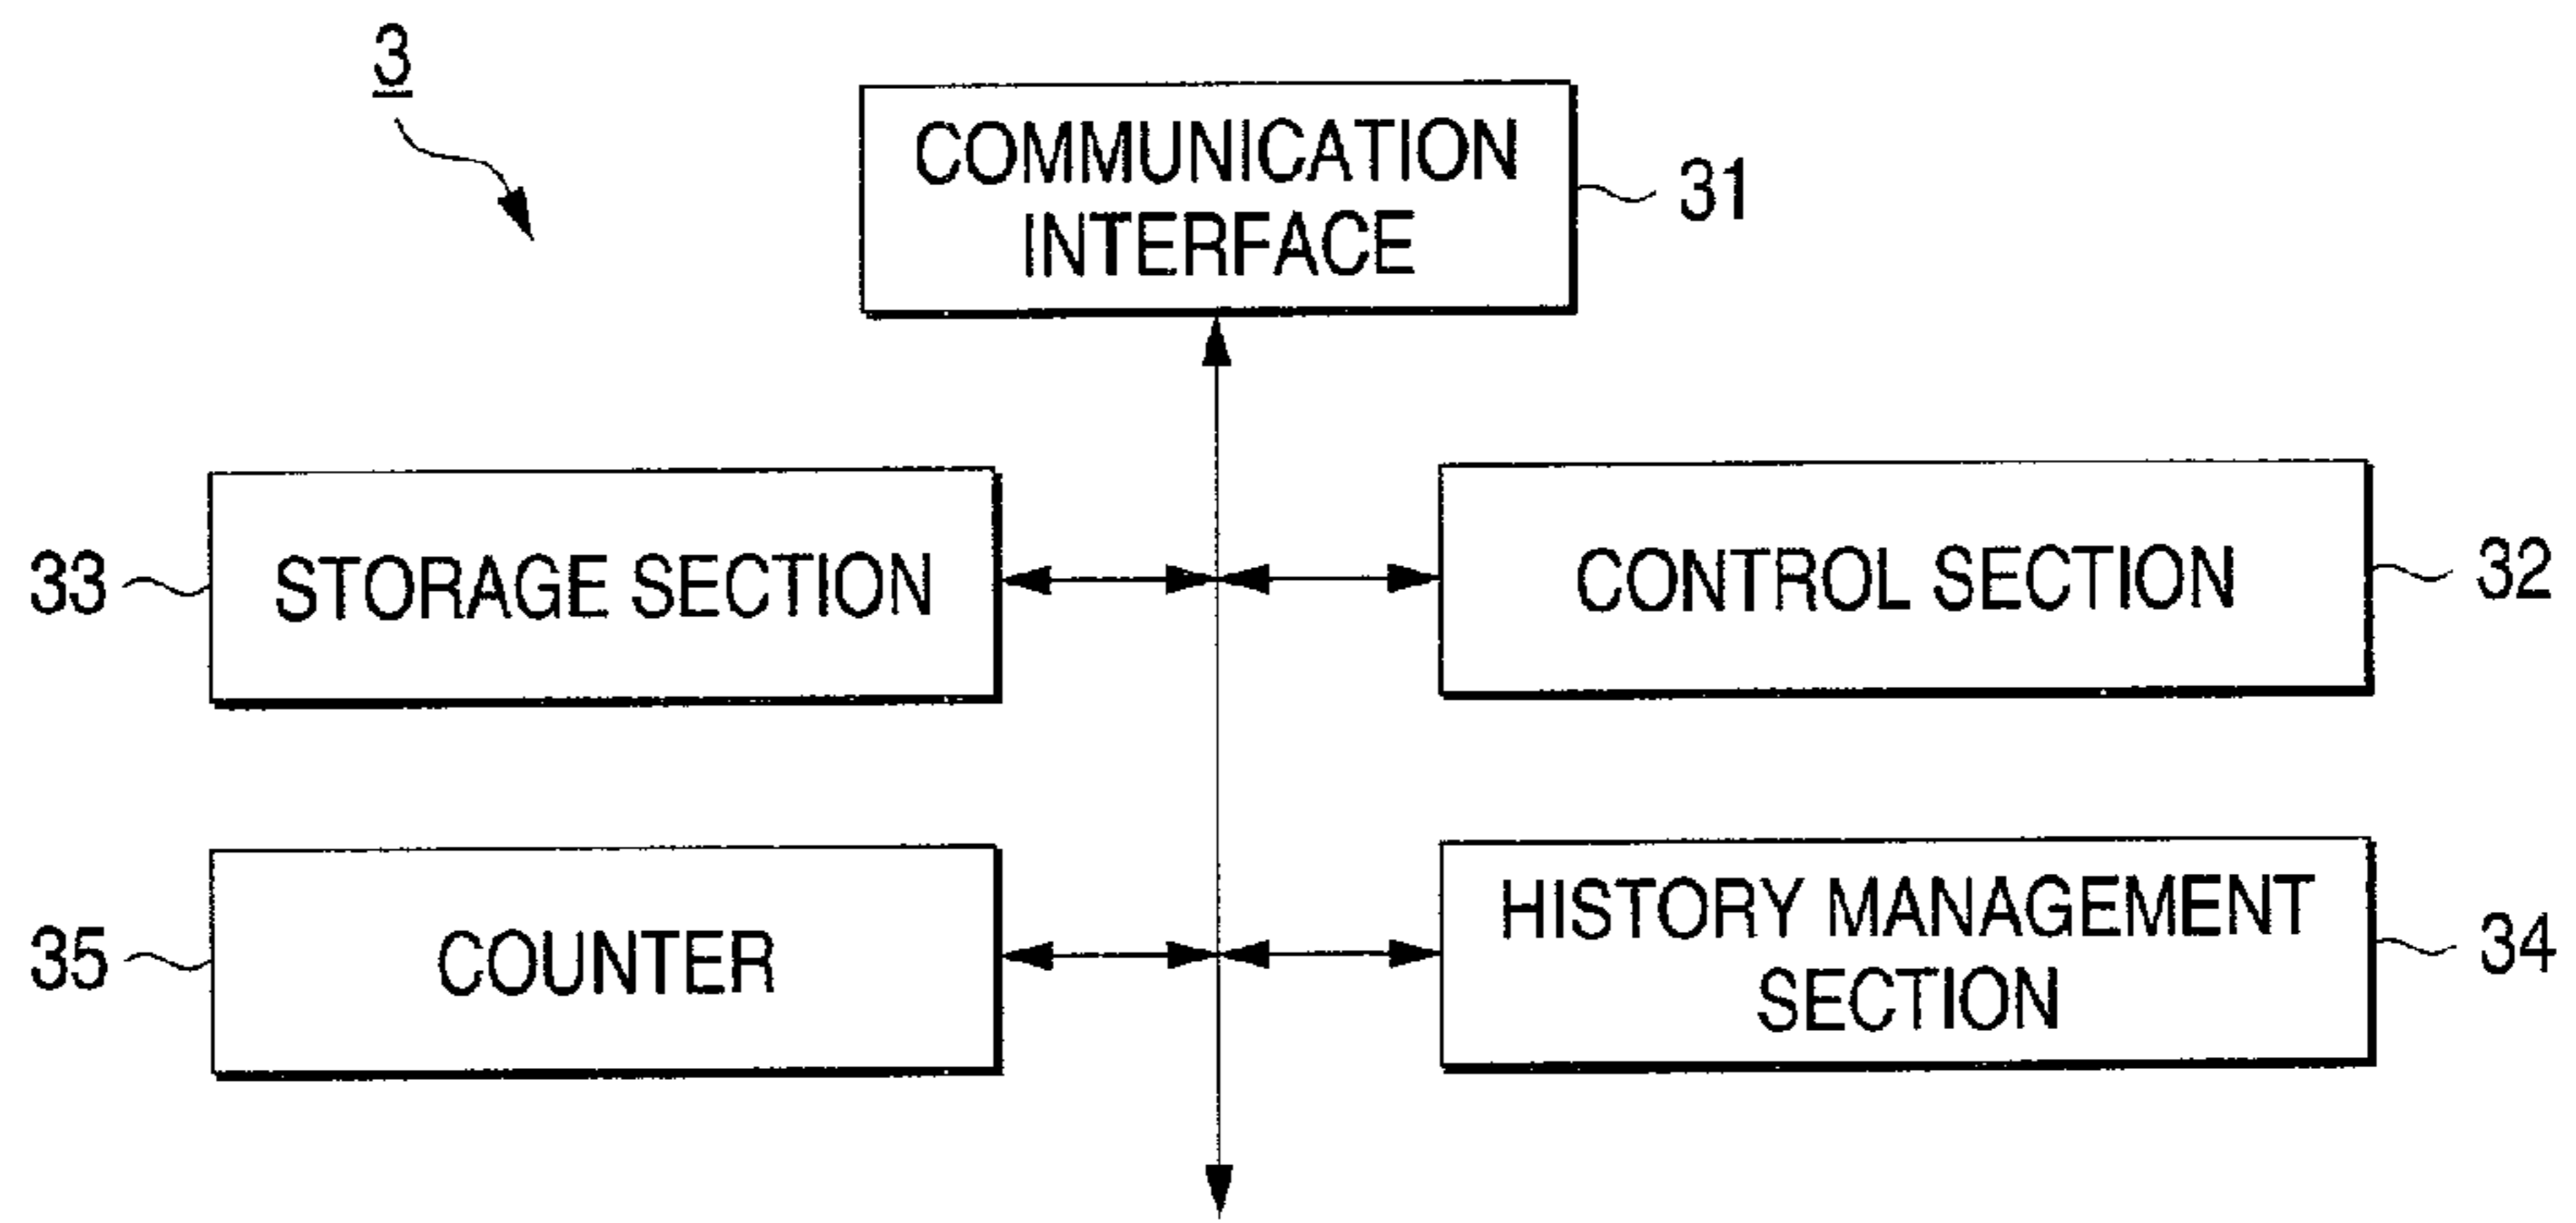 3
COMMUNICATION
INTERFACE
31
33
STORAGE SECTION
CONTROL SECTION
32
35
COUNTER
HISTORY MANAGEMENT
SECTION
34